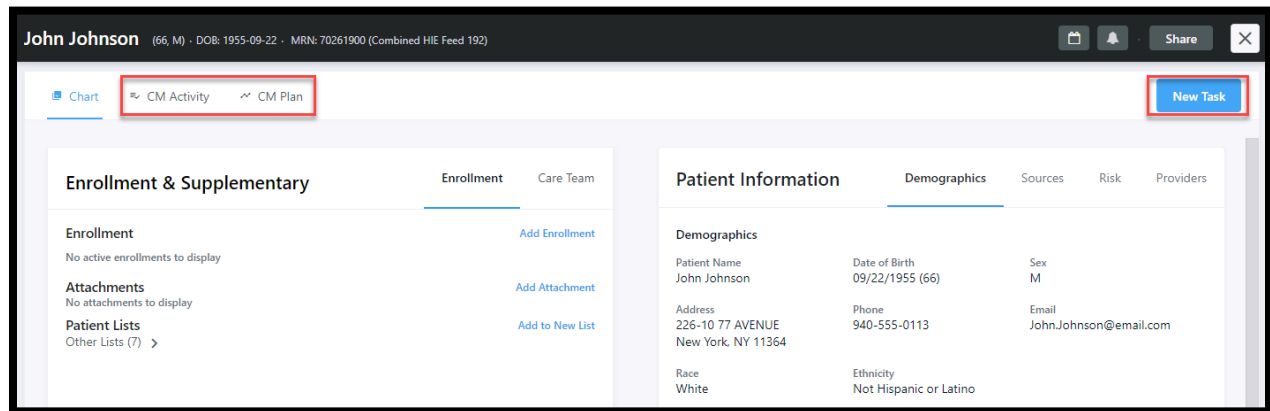 John Johnson (66, M) · DOB: 1955-09-22 · MRN: 70261900 (Combined HIE Feed 192) Share
Chart CM Activity CM Plan New Task
Enrollment & Supplementary Enrollment Care Team
Enrollment Add Enrollment
No active enrollments to display
Attachments Add Attachment
No attachments to display
Patient Lists Add to New List
Other Lists (7)
Patient Information Demographics Sources Risk Providers
Demographics
Patient Name Date of Birth Sex
John Johnson 09/22/1955 (66) M
Address Phone Email
226-10 77 AVENUE 940-555-0113 John.Johnson@email.com
New York, NY 11364
Race Ethnicity
White Not Hispanic or Latino